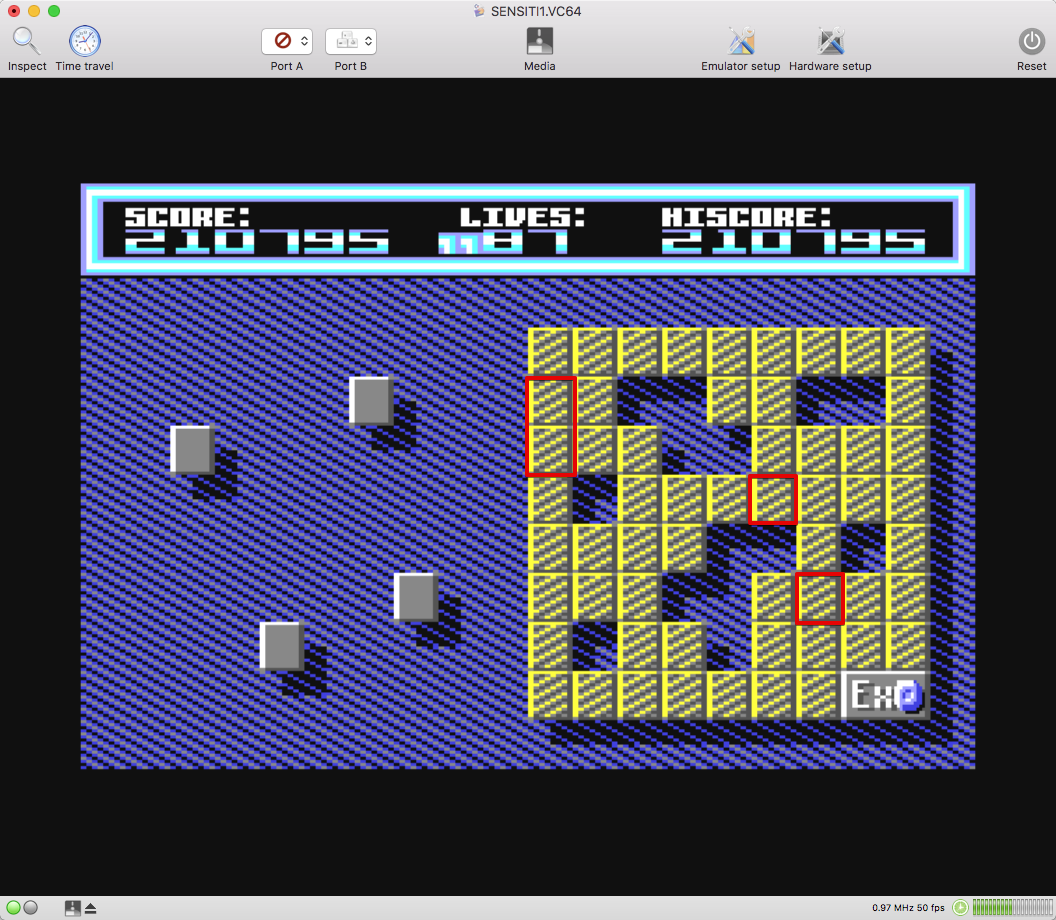 SENSITI1.VC64
Inspect Time travel Port A Port B Media Emulator setup Hardware setup Reset
SCORE: LIVES: HISCORE:
210795 87 210795
0.97 MHz 50 fps